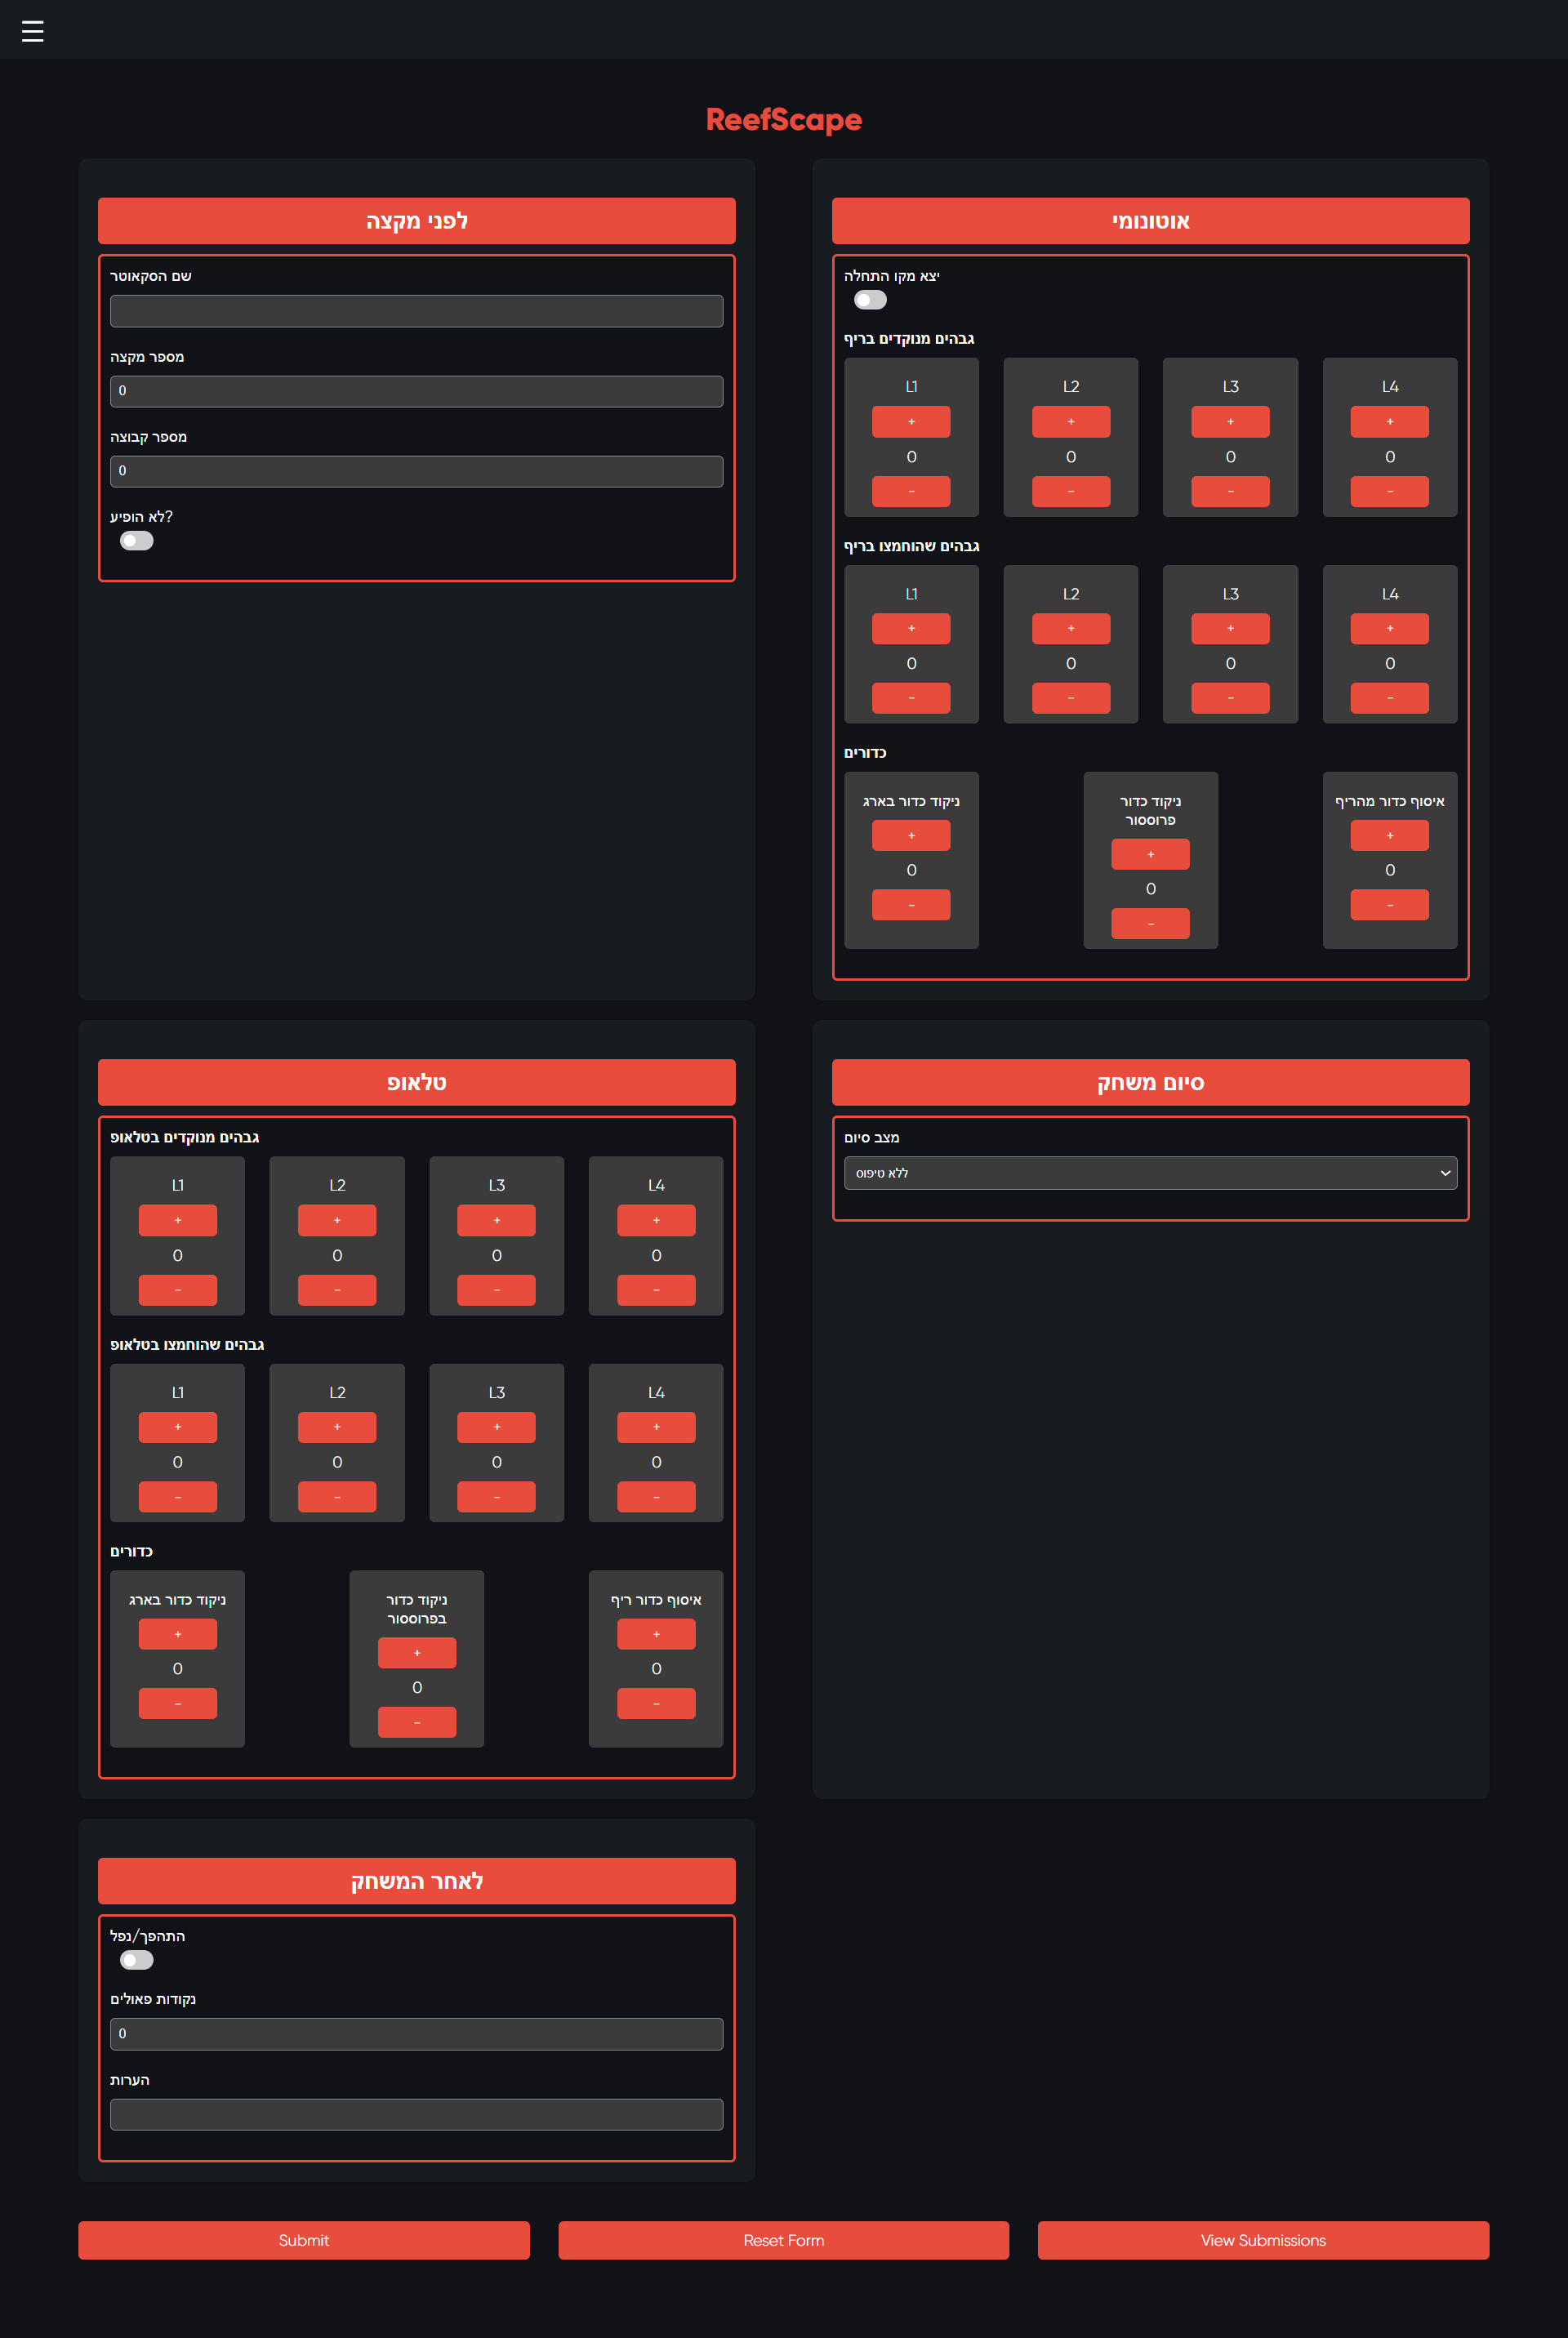 ☰
ReefScape
לפני מקצה
שם הסקאוטר
מספר מקצה
0
מספר קבוצה
0
לא הופיע?
אוטונומי
יצא מקו התחלה
גבהים מנוקדים בריף
L1 L2 L3 L4
+ + + +
0 0 0 0
- - - -
גבהים שהוחמצו בריף
L1 L2 L3 L4
+ + + +
0 0 0 0
- - - -
כדורים
ניקוד כדור בארג
+
0
-
ניקוד כדור
פרוססור
+
0
-
איסוף כדור מהריף
+
0
-
טלאופ
גבהים מנוקדים בטלאופ
L1 L2 L3 L4
+ + + +
0 0 0 0
- - - -
גבהים שהוחמצו בטלאופ
L1 L2 L3 L4
+ + + +
0 0 0 0
- - - -
כדורים
ניקוד כדור בארג
+
0
-
ניקוד כדור
בפרוססור
+
0
-
איסוף כדור ריף
+
0
-
סיום משחק
מצב סיום
ללא טיפוס
לאחר המשחק
התהפך/נפל
נקודות פאולים
0
הערות
Submit
Reset Form
View Submissions